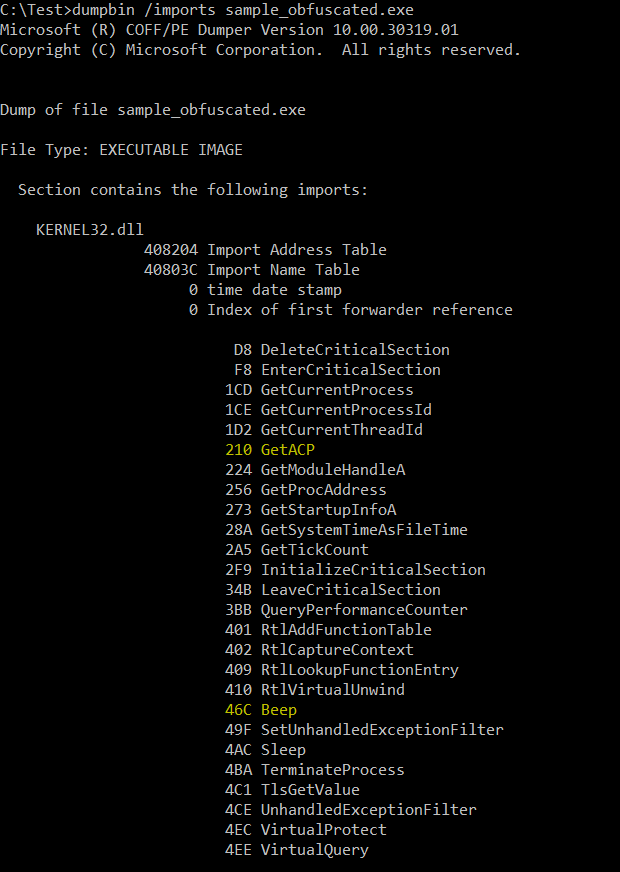 C:\Test>dumpbin /imports sample_obfuscated.exe
Microsoft (R) COFF/PE Dumper Version 10.00.30319.01
Copyright (C) Microsoft Corporation.  All rights reserved.
Dump of file sample_obfuscated.exe
File Type: EXECUTABLE IMAGE
Section contains the following imports:
KERNEL32.dll
408204 Import Address Table
40803C Import Name Table
0 time date stamp
0 Index of first forwarder reference
D8 DeleteCriticalSection
F8 EnterCriticalSection
1CD GetCurrentProcess
1CE GetCurrentProcessId
1D2 GetCurrentThreadId
210 GetACP
224 GetModuleHandleA
256 GetProcAddress
273 GetStartupInfoA
28A GetSystemTimeAsFileTime
2A5 GetTickCount
2F9 InitializeCriticalSection
34B LeaveCriticalSection
3BB QueryPerformanceCounter
401 RtlAddFunctionTable
402 RtlCaptureContext
409 RtlLookupFunctionEntry
410 RtlVirtualUnwind
46C Beep
49F SetUnhandledExceptionFilter
4AC Sleep
4BA TerminateProcess
4C1 TlsGetValue
4CE UnhandledExceptionFilter
4EC VirtualProtect
4EE VirtualQuery